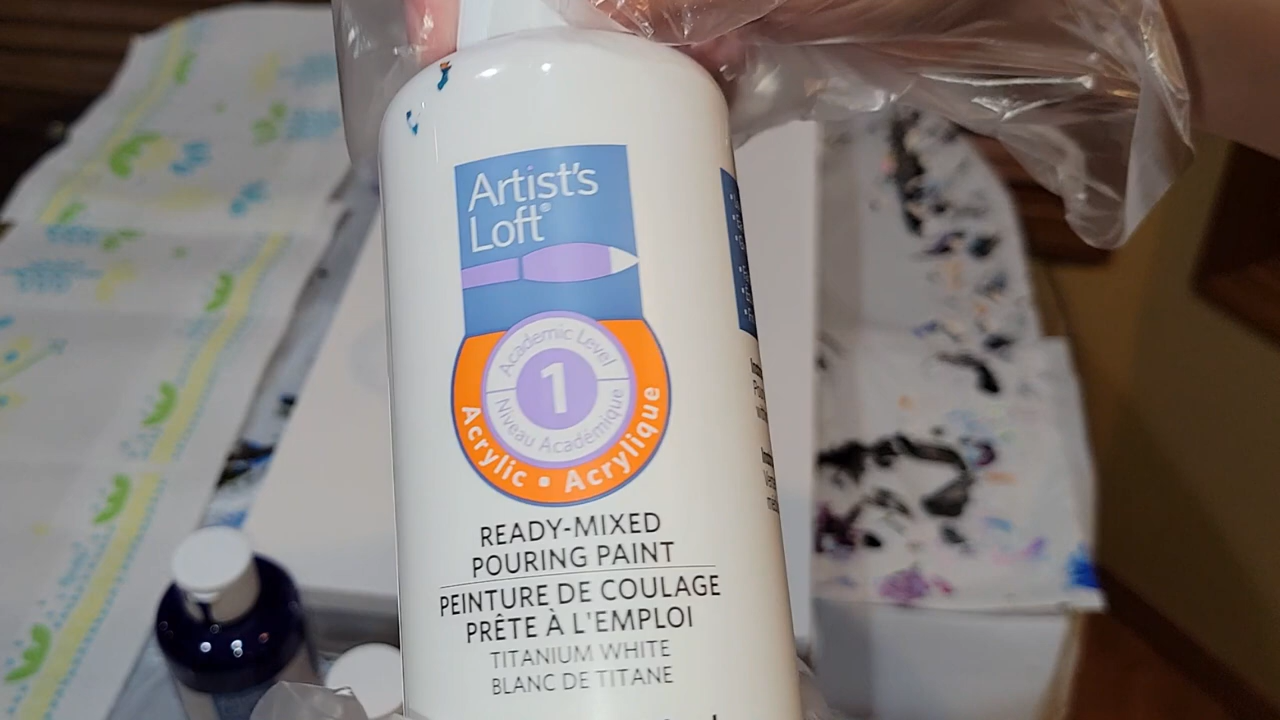 Artist's
Loft®
Academic Level
1
Niveau Académique
Acrylic • Acrylique
READY-MIXED
POURING PAINT
PEINTURE DE COULAGE
PRÊTE À L'EMPLOI
TITANIUM WHITE
BLANC DE TITANE